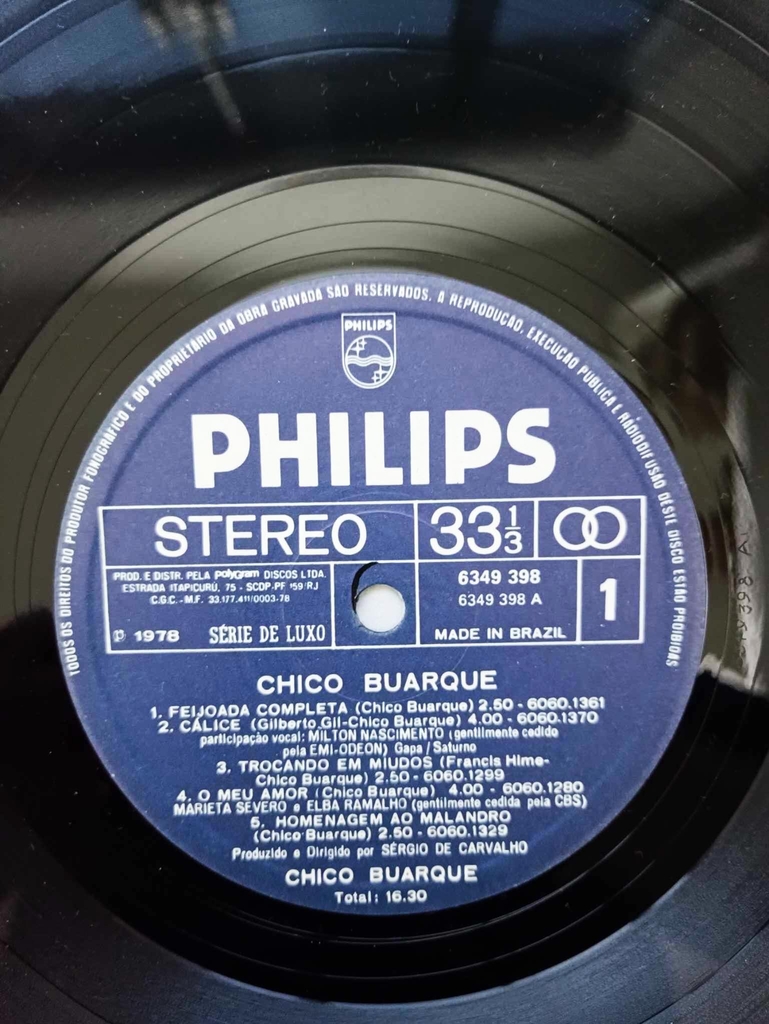 TODOS OS DIREITOS DO PRODUTOR FONOGRÁFICO E DO PROPRIETÁRIO DA OBRA GRAVADA SÃO RESERVADOS. A REPRODUÇÃO, EXECUÇÃO PÚBLICA E RADIODIFUSÃO DESTE DISCO ESTÃO PROIBIDAS
PHILIPS
PHILIPS
STEREO
33 1/3
PROD. E DISTR. PELA polygram DISCOS LTDA.
ESTRADA ITAPICURÚ, 75 - SCDP-PF 159/RJ
C.G.C.-M.F. 33.177.411/0003-78
℗ 1978 SÉRIE DE LUXO
6349 398
6349 398 A
MADE IN BRAZIL
1
CHICO BUARQUE
1. FEIJOADA COMPLETA (Chico Buarque) 2.50 - 6060.1361
2. CÁLICE (Gilberto Gil-Chico Buarque) 4.00 - 6060.1370
participação vocal: MILTON NASCIMENTO (gentilmente cedido
pela EMI-ODEON) Gapa / Saturno
3. TROCANDO EM MIUDOS (Francis Hime-
Chico Buarque) 2.50 - 6060.1299
4. O MEU AMOR (Chico Buarque) 4.00 - 6060.1280
MARIETA SEVERO e ELBA RAMALHO (gentilmente cedida pela CBS)
5. HOMENAGEM AO MALANDRO
(Chico Buarque) 2.50 - 6060.1329
Produzido e Dirigido por SÉRGIO DE CARVALHO
CHICO BUARQUE
Total: 16.30